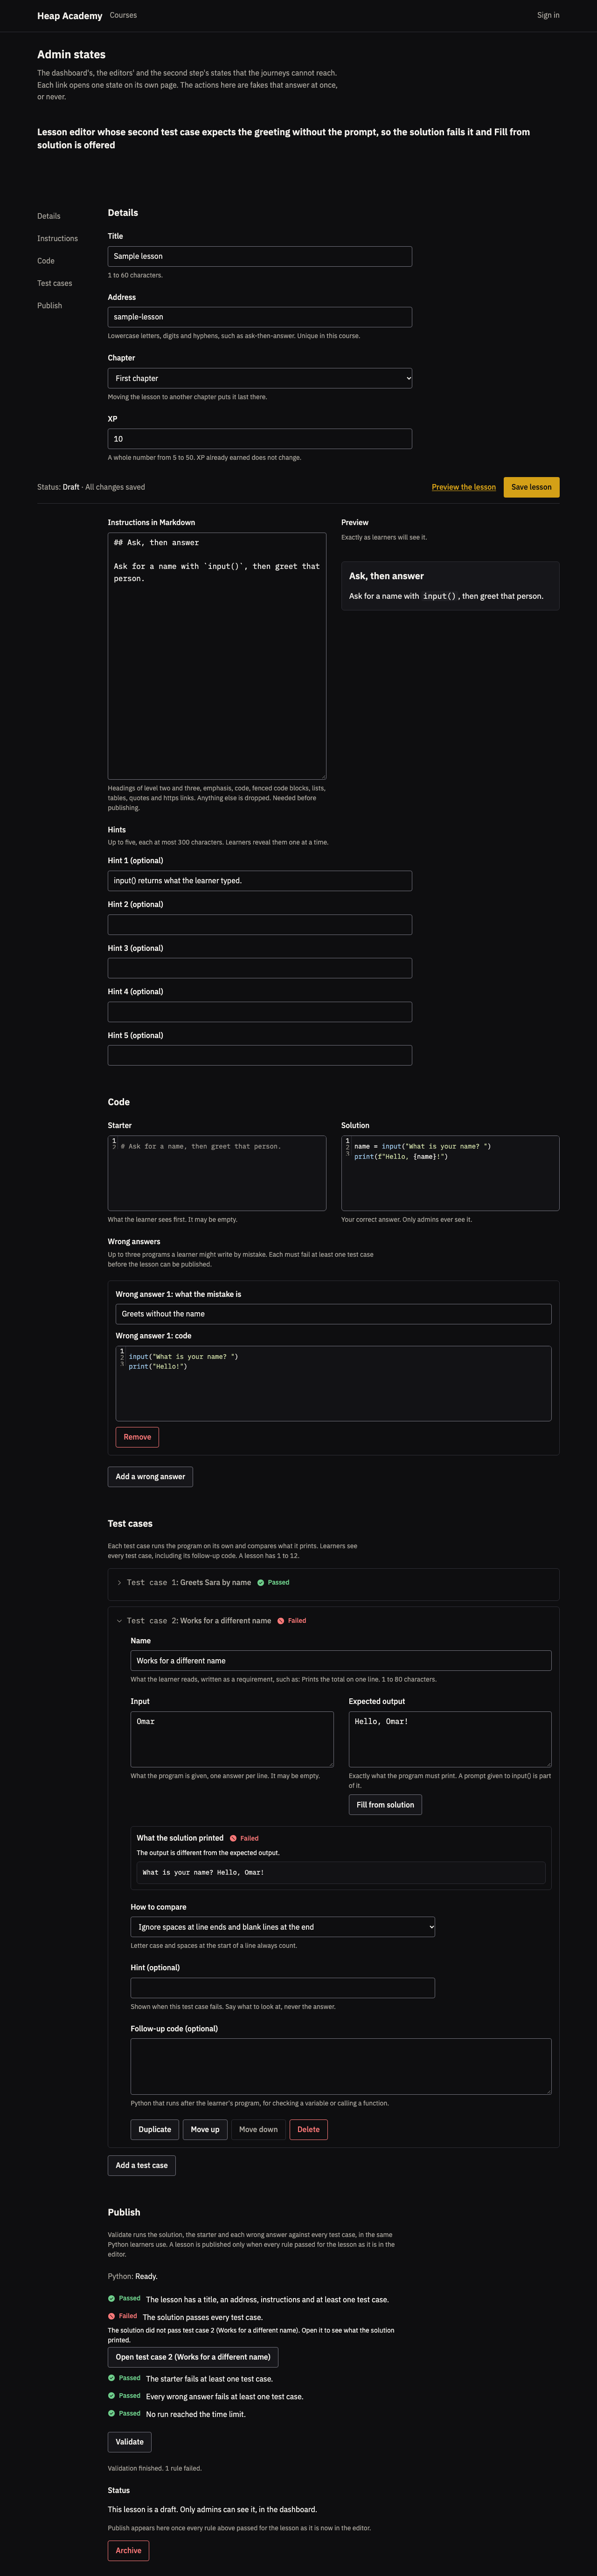 Heap Academy
Courses
Sign in
Admin states
The dashboard's, the editors' and the second step's states that the journeys cannot reach.
Each link opens one state on its own page. The actions here are fakes that answer at once,
or never.
Lesson editor whose second test case expects the greeting without the prompt, so the solution fails it and Fill from
solution is offered
Details
Instructions
Code
Test cases
Publish
Details
Title
Sample lesson
1 to 60 characters.
Address
sample-lesson
Lowercase letters, digits and hyphens, such as ask-then-answer. Unique in this course.
Chapter
First chapter
Moving the lesson to another chapter puts it last there.
XP
10
A whole number from 5 to 50. XP already earned does not change.
Status: Draft · All changes saved
Preview the lesson
Save lesson
Instructions in Markdown
## Ask, then answer
Ask for a name with `input()`, then greet that
person.
Headings of level two and three, emphasis, code, fenced code blocks, lists,
tables, quotes and https links. Anything else is dropped. Needed before
publishing.
Preview
Exactly as learners will see it.
Ask, then answer
Ask for a name with input(), then greet that person.
Hints
Up to five, each at most 300 characters. Learners reveal them one at a time.
Hint 1 (optional)
input() returns what the learner typed.
Hint 2 (optional)
Hint 3 (optional)
Hint 4 (optional)
Hint 5 (optional)
Code
Starter
1
2
# Ask for a name, then greet that person.
What the learner sees first. It may be empty.
Solution
1
2
3
name = input("What is your name? ")
print(f"Hello, {name}!")
Your correct answer. Only admins ever see it.
Wrong answers
Up to three programs a learner might write by mistake. Each must fail at least one test case
before the lesson can be published.
Wrong answer 1: what the mistake is
Greets without the name
Wrong answer 1: code
1
2
3
input("What is your name? ")
print("Hello!")
Remove
Add a wrong answer
Test cases
Each test case runs the program on its own and compares what it prints. Learners see
every test case, including its follow-up code. A lesson has 1 to 12.
Test case 1: Greets Sara by name Passed
Test case 2: Works for a different name Failed
Name
Works for a different name
What the learner reads, written as a requirement, such as: Prints the total on one line. 1 to 80 characters.
Input
Omar
What the program is given, one answer per line. It may be empty.
Expected output
Hello, Omar!
Exactly what the program must print. A prompt given to input() is part
of it.
Fill from solution
What the solution printed Failed
The output is different from the expected output.
What is your name? Hello, Omar!
How to compare
Ignore spaces at line ends and blank lines at the end
Letter case and spaces at the start of a line always count.
Hint (optional)
Shown when this test case fails. Say what to look at, never the answer.
Follow-up code (optional)
Python that runs after the learner's program, for checking a variable or calling a function.
Duplicate
Move up
Move down
Delete
Add a test case
Publish
Validate runs the solution, the starter and each wrong answer against every test case, in the same
Python learners use. A lesson is published only when every rule passed for the lesson as it is in the
editor.
Python: Ready.
Passed The lesson has a title, an address, instructions and at least one test case.
Failed The solution passes every test case.
The solution did not pass test case 2 (Works for a different name). Open it to see what the solution
printed.
Open test case 2 (Works for a different name)
Passed The starter fails at least one test case.
Passed Every wrong answer fails at least one test case.
Passed No run reached the time limit.
Validate
Validation finished. 1 rule failed.
Status
This lesson is a draft. Only admins can see it, in the dashboard.
Publish appears here once every rule above passed for the lesson as it is now in the editor.
Archive